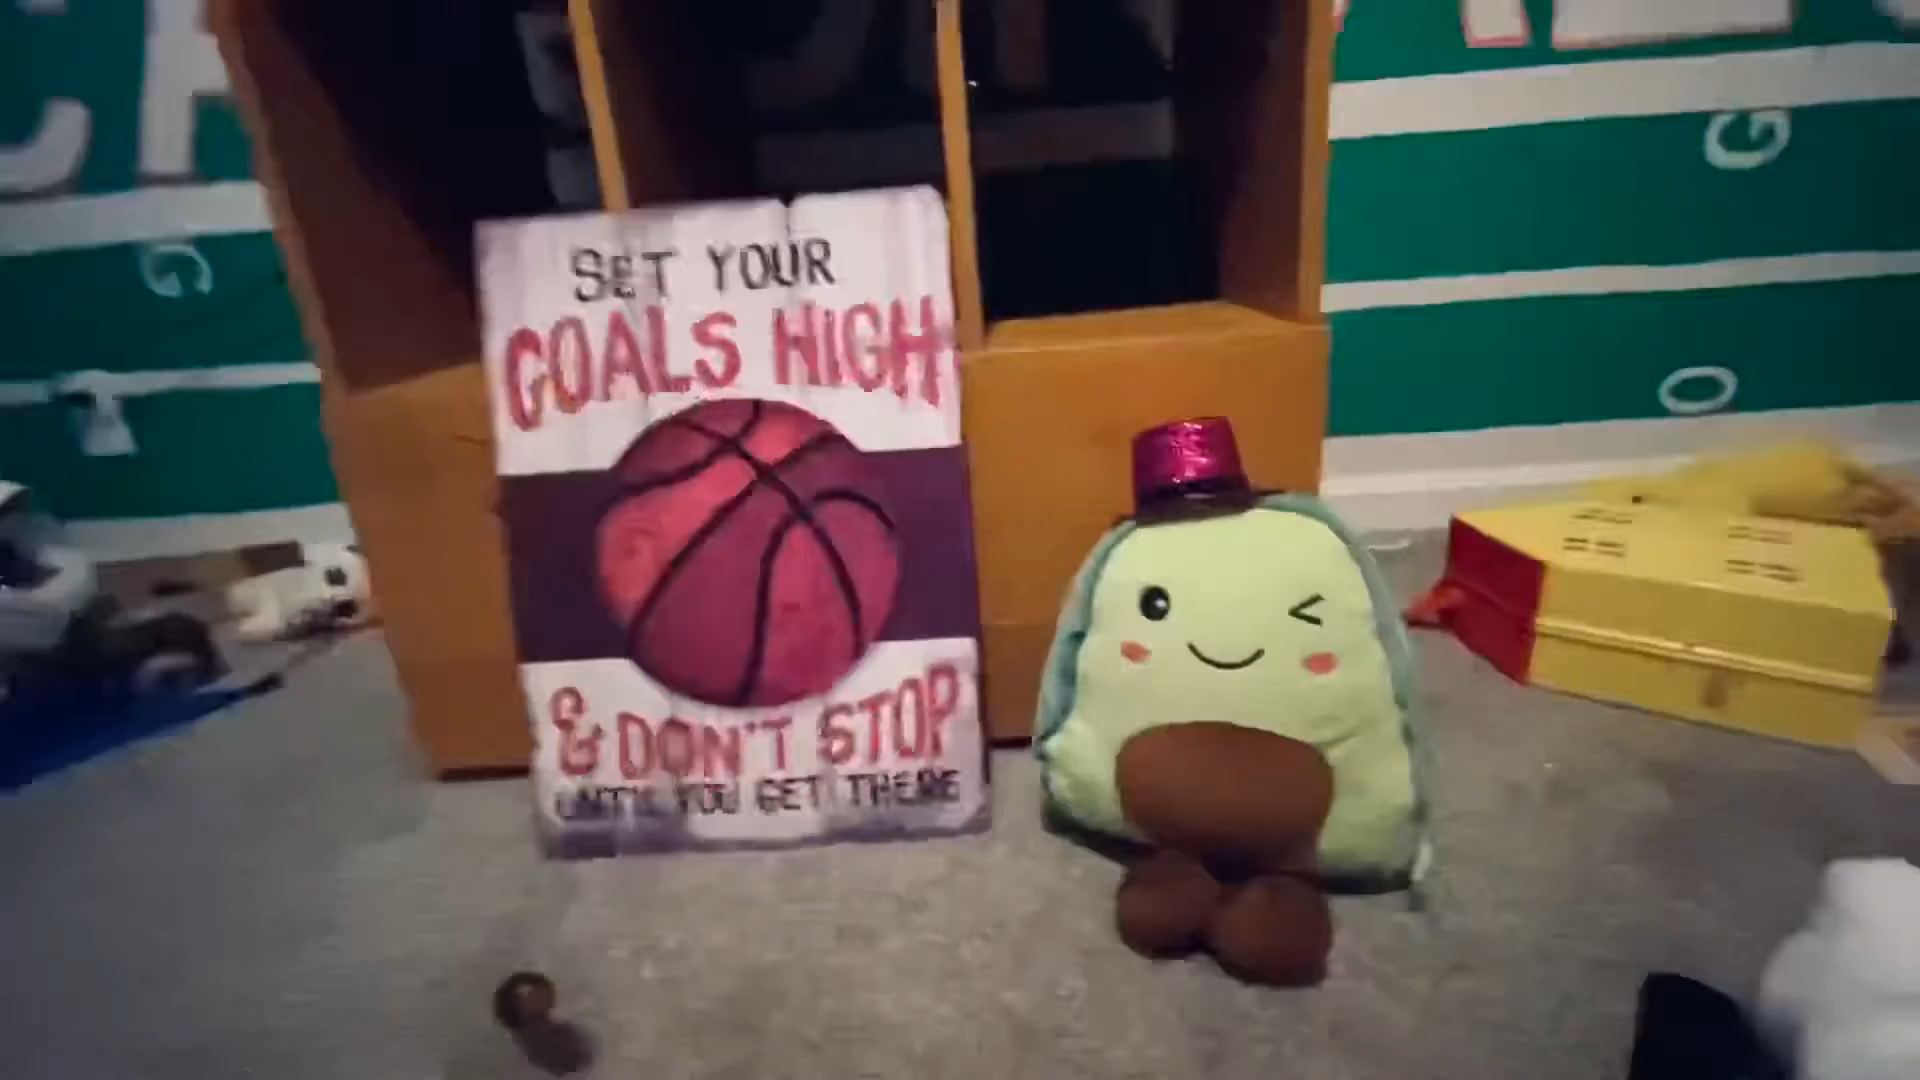 SET YOUR
GOALS HIGH
& DON'T STOP
UNTIL YOU GET THERE
G
G
O